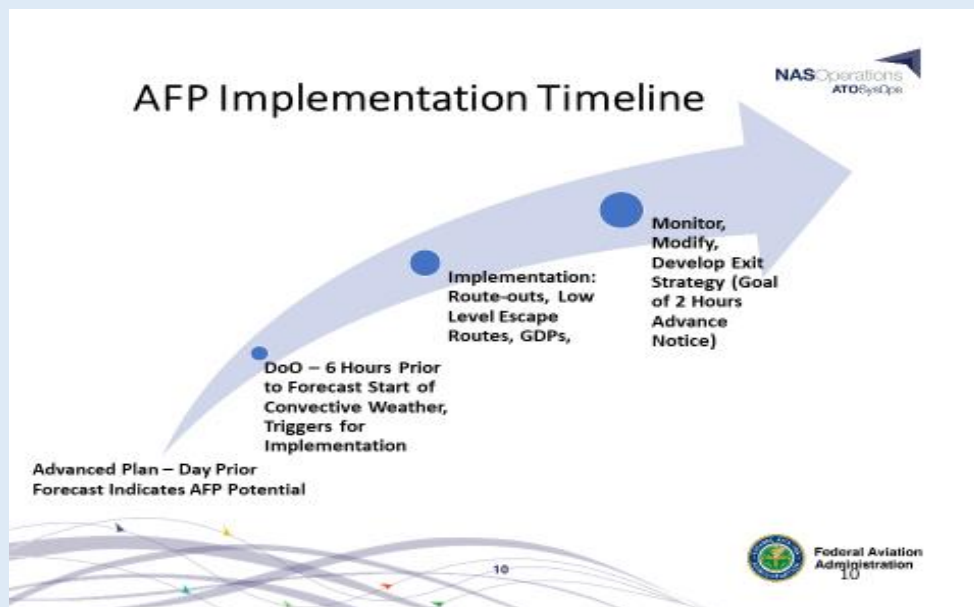 NASOperations
ATOSysOps
AFP Implementation Timeline
Monitor,
Modify,
Develop Exit
Strategy (Goal
of 2 Hours
Advance
Notice)
Implementation:
Route-outs, Low
Level Escape
Routes, GDPs,
DoO – 6 Hours Prior
to Forecast Start of
Convective Weather,
Triggers for
Implementation
Advanced Plan – Day Prior
Forecast Indicates AFP Potential
10
Federal Aviation
Administration
10